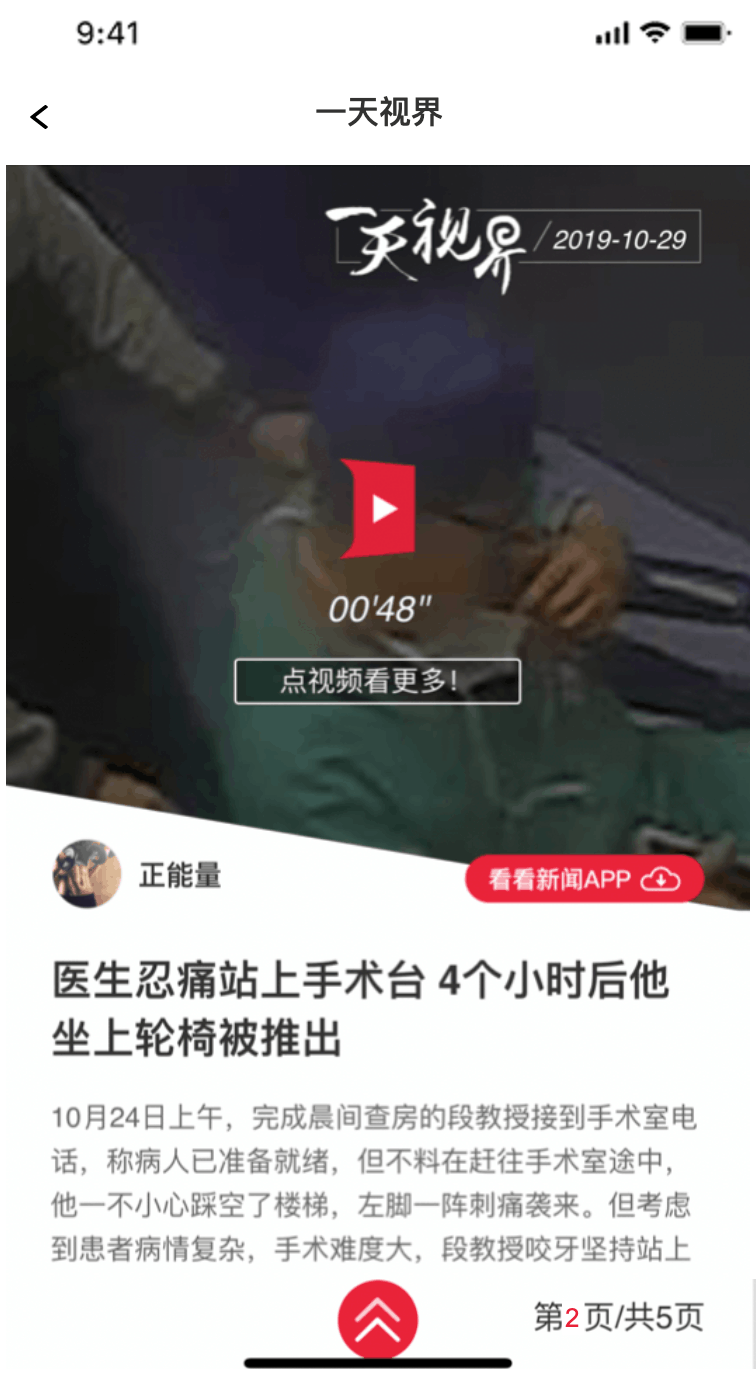 9:41
一天视界
一天视界 / 2019-10-29
00'48"
点视频看更多!
正能量
看看新闻APP
医生忍痛站上手术台 4个小时后他
坐上轮椅被推出
10月24日上午，完成晨间查房的段教授接到手术室电
话，称病人已准备就绪，但不料在赶往手术室途中，
他一不小心踩空了楼梯，左脚一阵刺痛袭来。但考虑
到患者病情复杂，手术难度大，段教授咬牙坚持站上
第2页/共5页